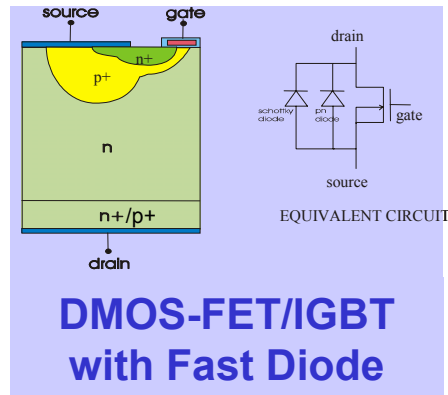 source
gate
n+
p+
n
n+/p+
drain
drain
schottky
diode
pn
diode
gate
source
EQUIVALENT CIRCUIT
DMOS-FET/IGBT
with Fast Diode